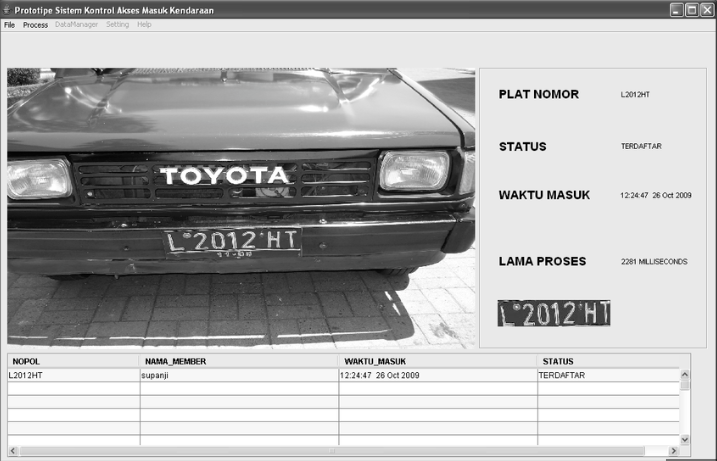 Prototipe Sistem Kontrol Akses Masuk Kendaraan
File Process DataManager Setting Help
TOYOTA
L 2012 HT
11-08
PLAT NOMOR L2012HT
STATUS TERDAFTAR
WAKTU MASUK 12:24:47 26 Oct 2009
LAMA PROSES 2281 MILLISECONDS
L 2012 HT
NOPOL NAMA_MEMBER WAKTU_MASUK STATUS
L2012HT supanji 12:24:47 26 Oct 2009 TERDAFTAR